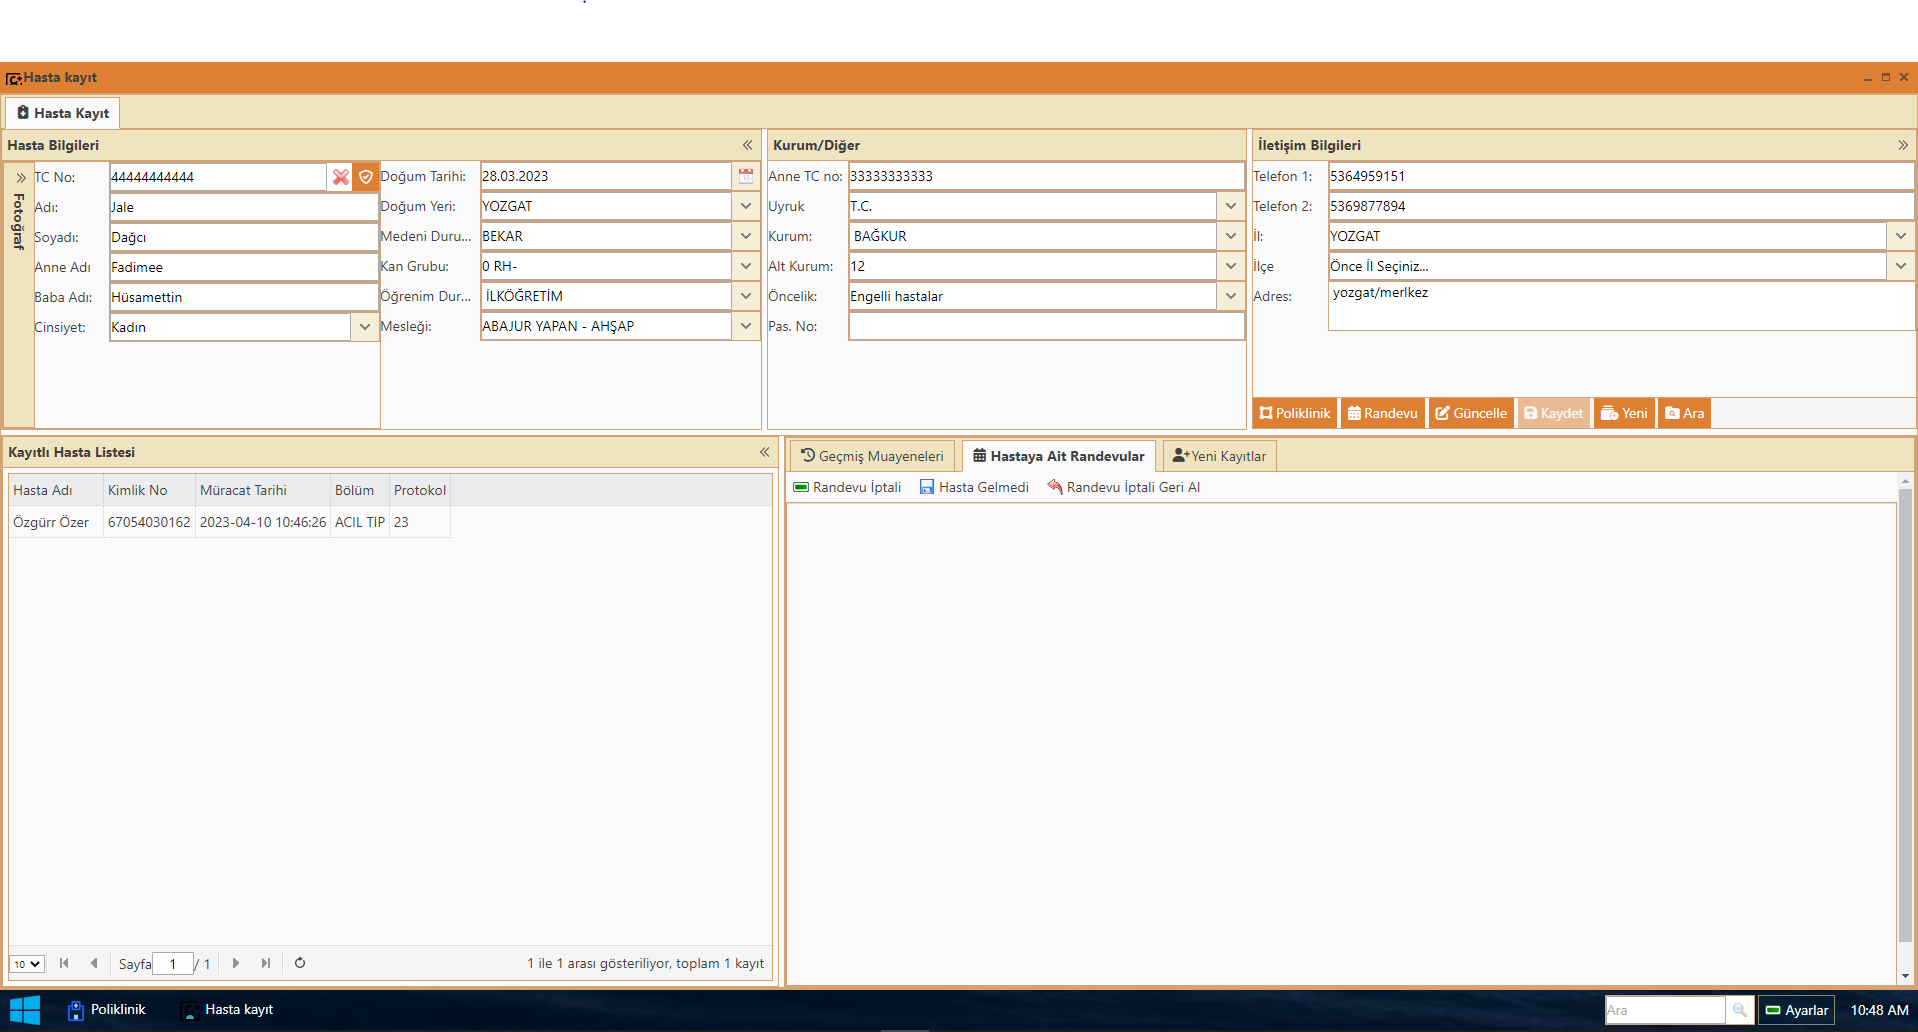 Hasta kayıt
Hasta Kayıt
Hasta Bilgileri
Fotoğraf
TC No: 44444444444
Adı: Jale
Soyadı: Dağcı
Anne Adı Fadimee
Baba Adı: Hüsamettin
Cinsiyet: Kadın
Doğum Tarihi: 28.03.2023
Doğum Yeri: YOZGAT
Medeni Duru... BEKAR
Kan Grubu: 0 RH-
Öğrenim Dur... İLKÖĞRETİM
Mesleği: ABAJUR YAPAN - AHŞAP
Kurum/Diğer
Anne TC no: 33333333333
Uyruk T.C.
Kurum: BAĞKUR
Alt Kurum: 12
Öncelik: Engelli hastalar
Pas. No:
İletişim Bilgileri
Telefon 1: 5364959151
Telefon 2: 5369877894
İl: YOZGAT
İlçe Önce İl Seçiniz...
Adres: yozgat/merlkez
Poliklinik Randevu Güncelle Kaydet Yeni Ara
Kayıtlı Hasta Listesi
Hasta Adı Kimlik No Müracat Tarihi Bölüm Protokol
Özgürr Özer 67054030162 2023-04-10 10:46:26 ACIL TIP 23
10 Sayfa 1 / 1 1 ile 1 arası gösteriliyor, toplam 1 kayıt
Geçmiş Muayeneleri Hastaya Ait Randevular Yeni Kayıtlar
Randevu İptali Hasta Gelmedi Randevu İptali Geri Al
Poliklinik Hasta kayıt Ara Ayarlar 10:48 AM